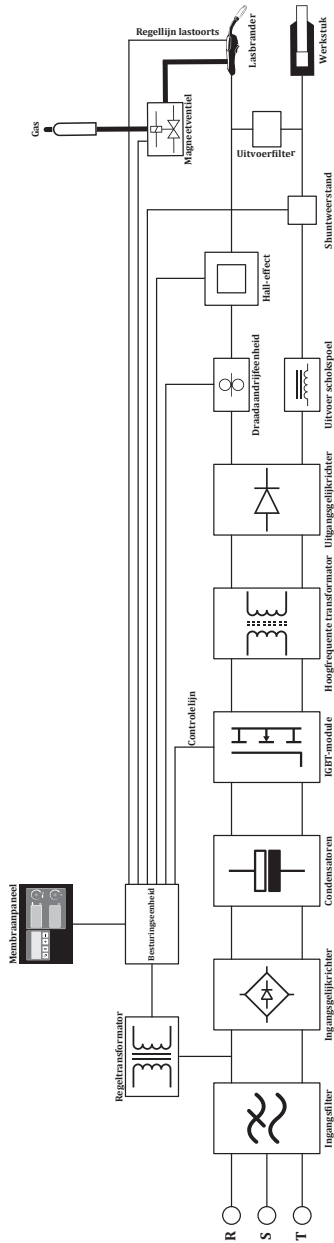 Gas
Regellijn lastoorts
Magneetventiel
Lasbrander
Werkstuk
Uitvoerfilter
Shuntweerstand
Hall-effect
Draadaandrijfeenheid
Uitvoer schokspoel
Uitgangsgelijkrichter
Hoogfrequente transformator
Controlelijn
IGBT-module
Membraanpaneel
Besturingseenheid
Condensatoren
Regeltransformator
Ingangsgelijkrichter
Ingangsfilter
R
S
T